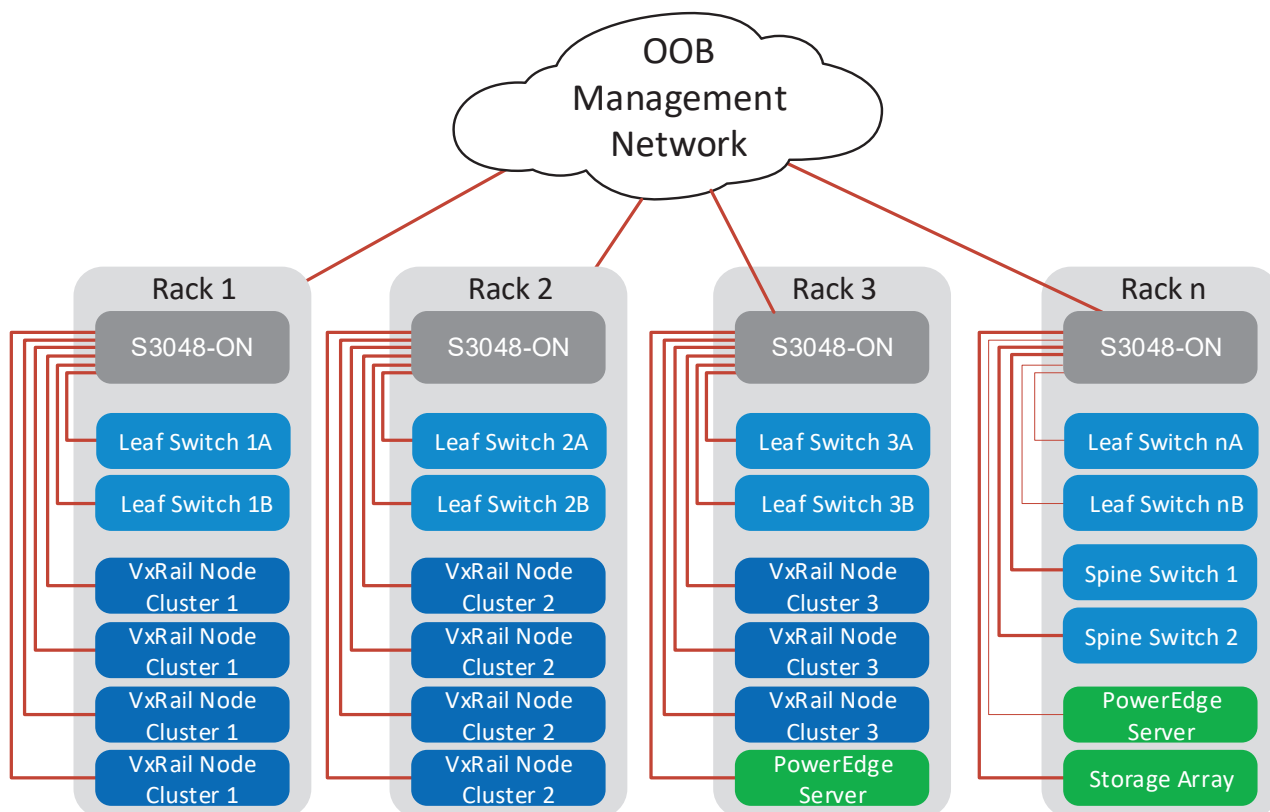 OOB
Management
Network
Rack 1
S3048-ON
Leaf Switch 1A
Leaf Switch 1B
VxRail Node
Cluster 1
VxRail Node
Cluster 1
VxRail Node
Cluster 1
VxRail Node
Cluster 1
Rack 2
S3048-ON
Leaf Switch 2A
Leaf Switch 2B
VxRail Node
Cluster 2
VxRail Node
Cluster 2
VxRail Node
Cluster 2
VxRail Node
Cluster 2
Rack 3
S3048-ON
Leaf Switch 3A
Leaf Switch 3B
VxRail Node
Cluster 3
VxRail Node
Cluster 3
VxRail Node
Cluster 3
PowerEdge
Server
Rack n
S3048-ON
Leaf Switch nA
Leaf Switch nB
Spine Switch 1
Spine Switch 2
PowerEdge
Server
Storage Array